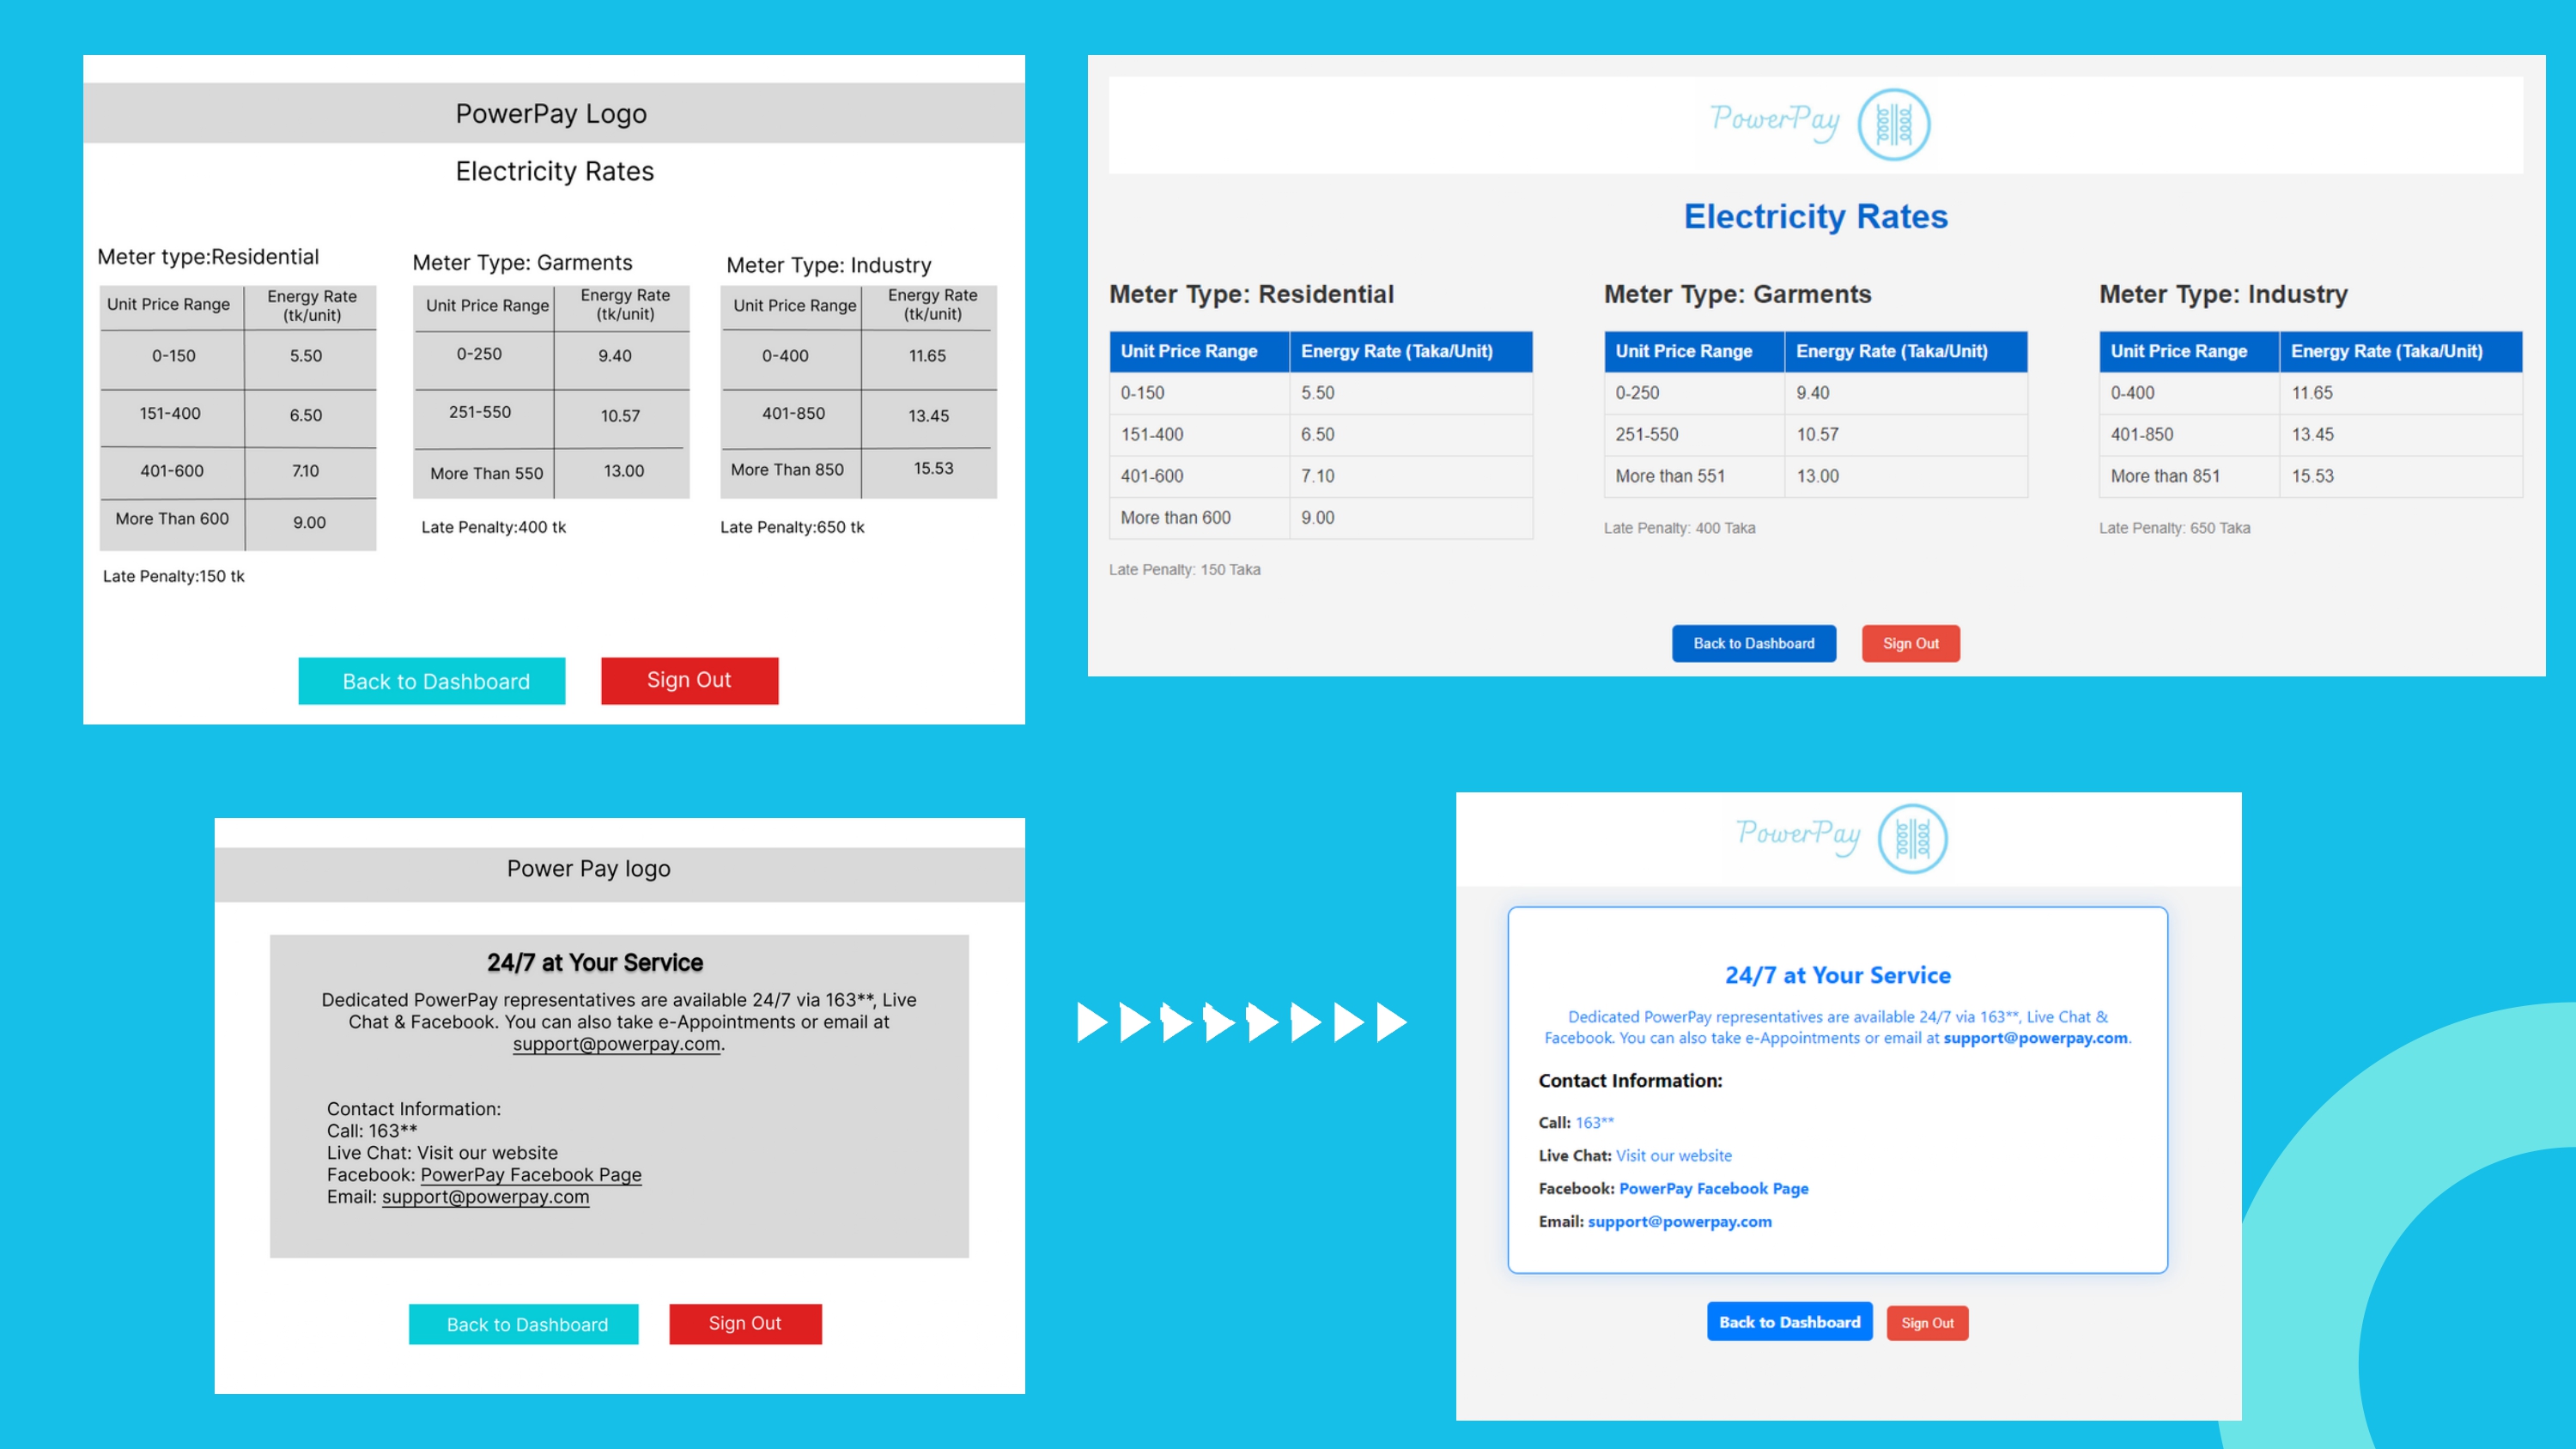 PowerPay Logo
Electricity Rates
Meter type:Residential
Unit Price Range Energy Rate (tk/unit)
0-150 5.50
151-400 6.50
401-600 7.10
More Than 600 9.00
Late Penalty:150 tk
Meter Type: Garments
Unit Price Range Energy Rate (tk/unit)
0-250 9.40
251-550 10.57
More Than 550 13.00
Late Penalty:400 tk
Meter Type: Industry
Unit Price Range Energy Rate (tk/unit)
0-400 11.65
401-850 13.45
More Than 850 15.53
Late Penalty:650 tk
Back to Dashboard Sign Out
PowerPay
Electricity Rates
Meter Type: Residential
Unit Price Range Energy Rate (Taka/Unit)
0-150 5.50
151-400 6.50
401-600 7.10
More than 600 9.00
Late Penalty: 150 Taka
Meter Type: Garments
Unit Price Range Energy Rate (Taka/Unit)
0-250 9.40
251-550 10.57
More than 551 13.00
Late Penalty: 400 Taka
Meter Type: Industry
Unit Price Range Energy Rate (Taka/Unit)
0-400 11.65
401-850 13.45
More than 851 15.53
Late Penalty: 650 Taka
Back to Dashboard Sign Out
Power Pay logo
24/7 at Your Service
Dedicated PowerPay representatives are available 24/7 via 163**, Live
Chat & Facebook. You can also take e-Appointments or email at
support@powerpay.com.
Contact Information:
Call: 163**
Live Chat: Visit our website
Facebook: PowerPay Facebook Page
Email: support@powerpay.com
Back to Dashboard Sign Out
PowerPay
24/7 at Your Service
Dedicated PowerPay representatives are available 24/7 via 163**, Live Chat &
Facebook. You can also take e-Appointments or email at support@powerpay.com.
Contact Information:
Call: 163**
Live Chat: Visit our website
Facebook: PowerPay Facebook Page
Email: support@powerpay.com
Back to Dashboard Sign Out